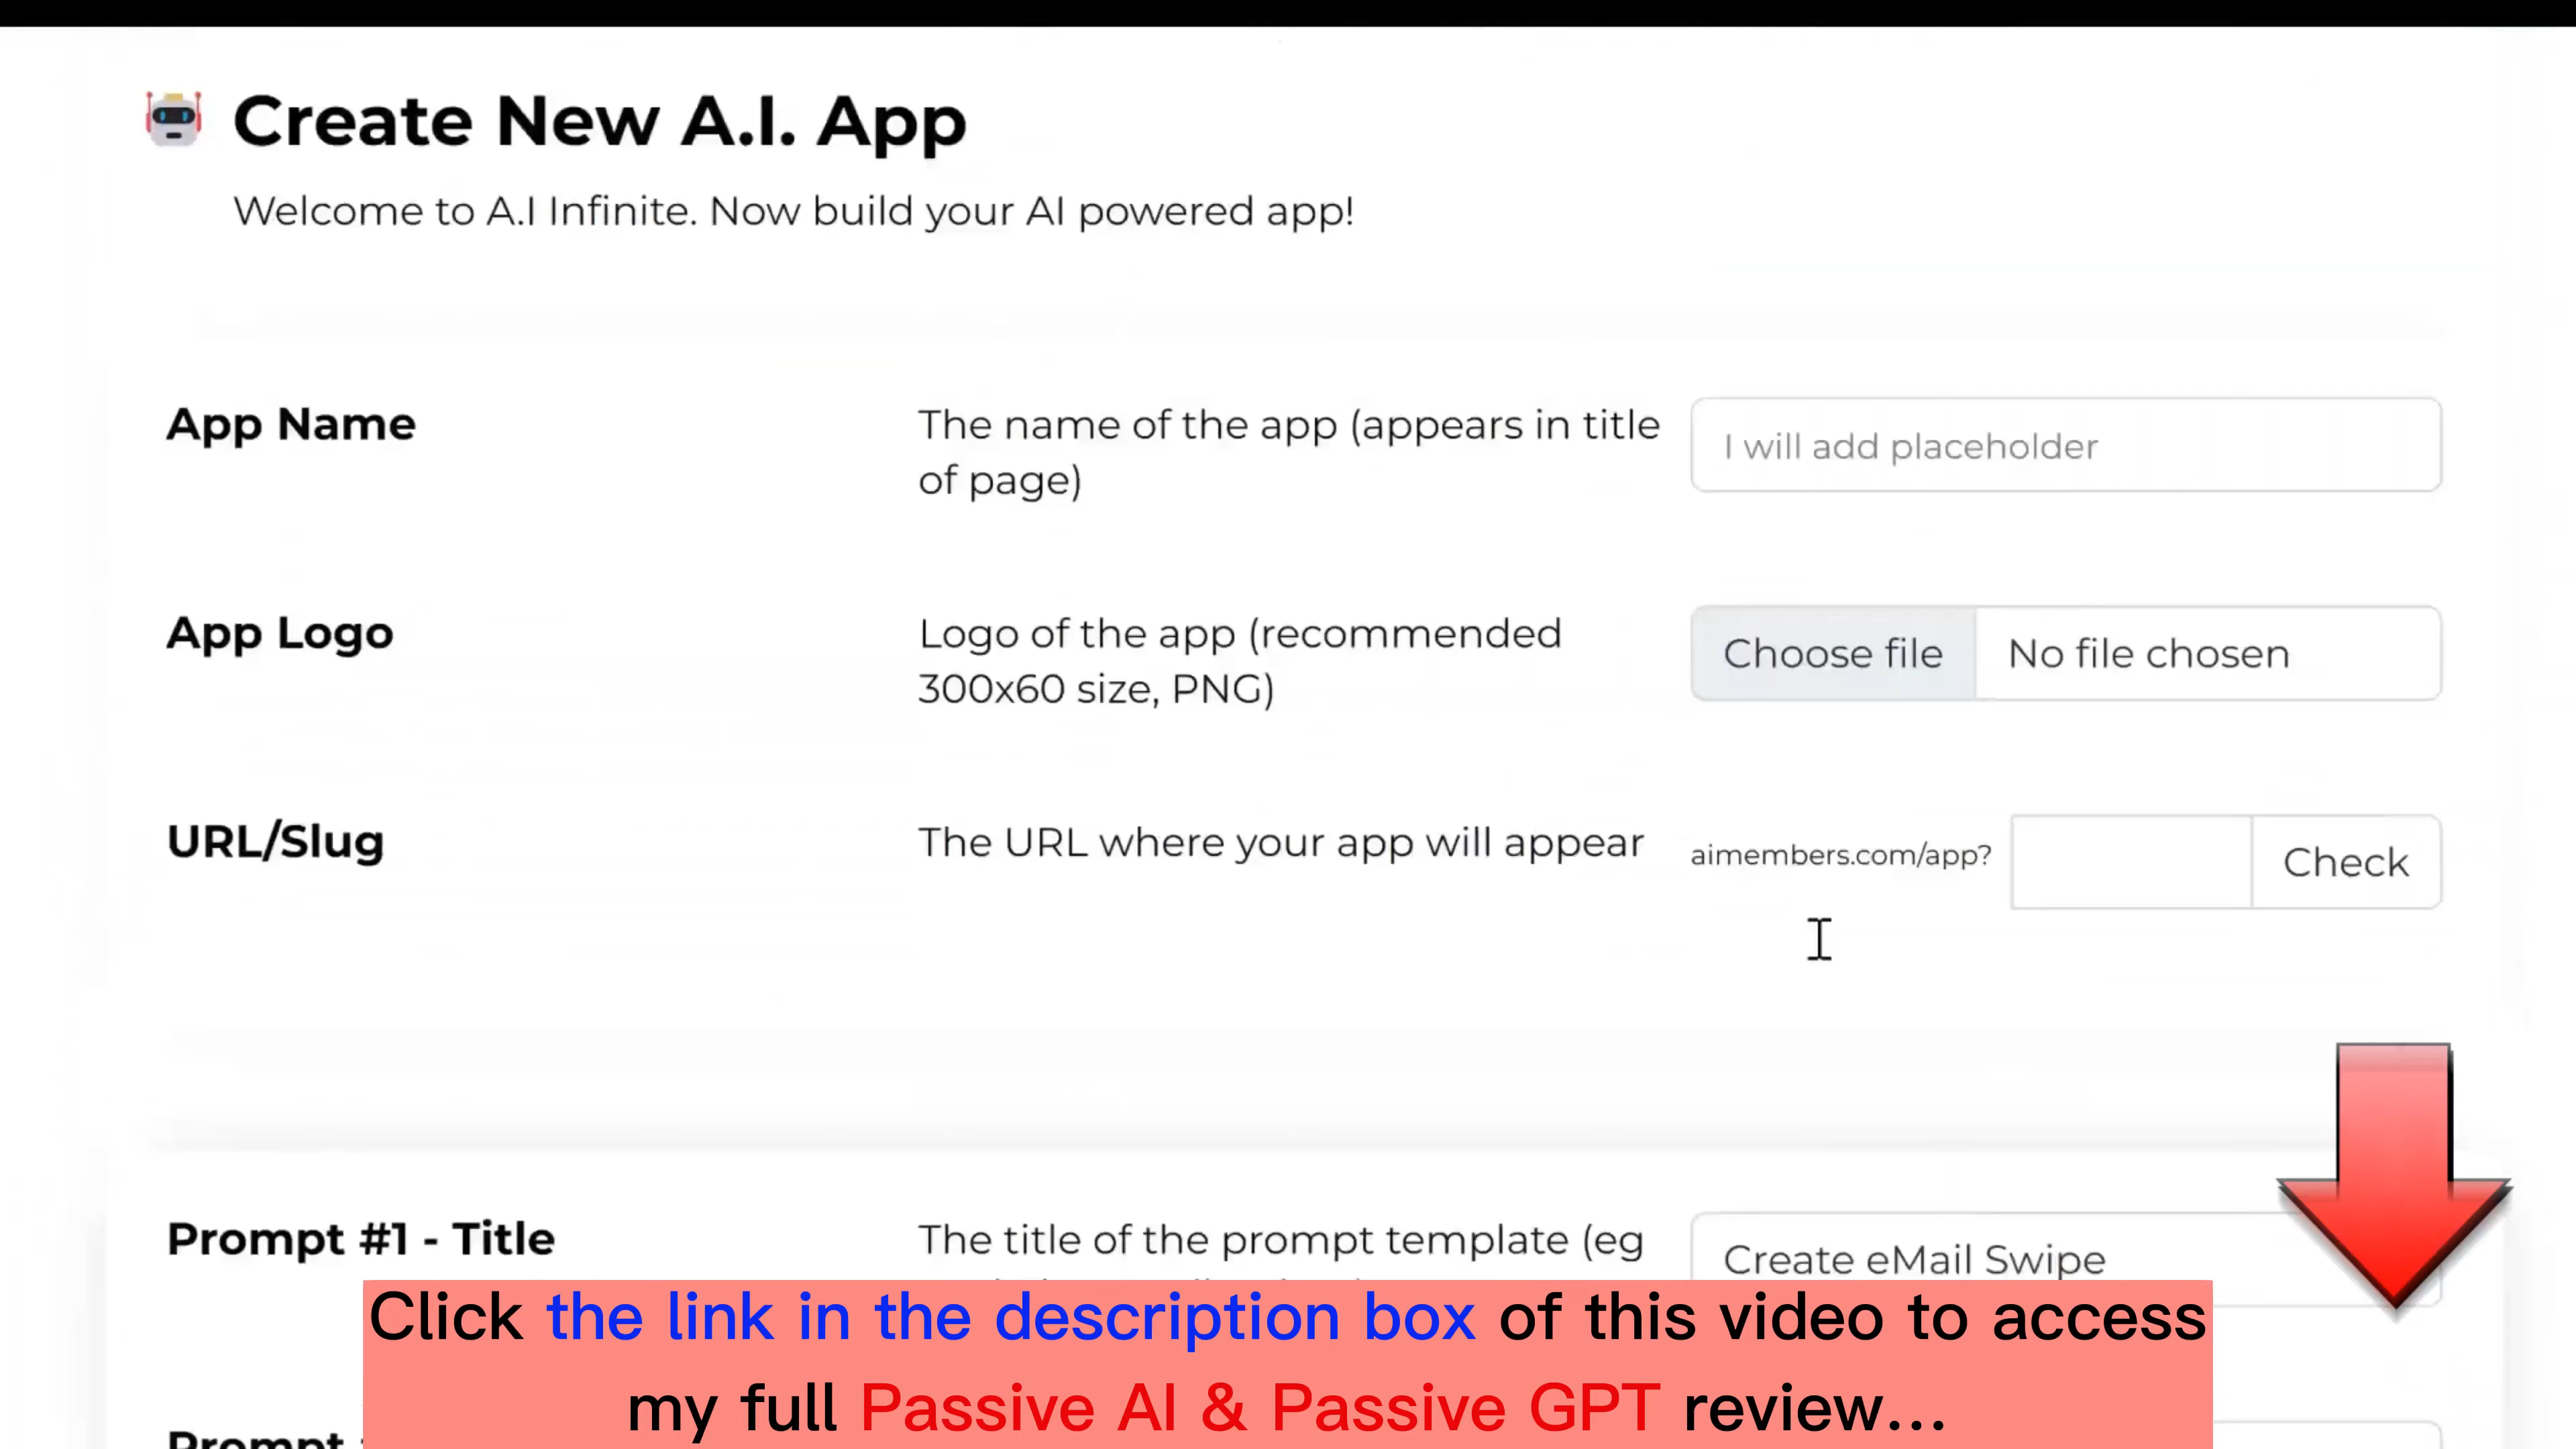 Create New A.I. App
Welcome to A.I Infinite. Now build your AI powered app!
App Name
The name of the app (appears in title
of page)
I will add placeholder
App Logo
Logo of the app (recommended
300x60 size, PNG)
Choose file
No file chosen
URL/Slug
The URL where your app will appear
aimembers.com/app?
Check
Prompt #1 - Title
The title of the prompt template (eg
Create eMail Swipe
Click the link in the description box of this video to access
my full Passive AI & Passive GPT review...
Prompt